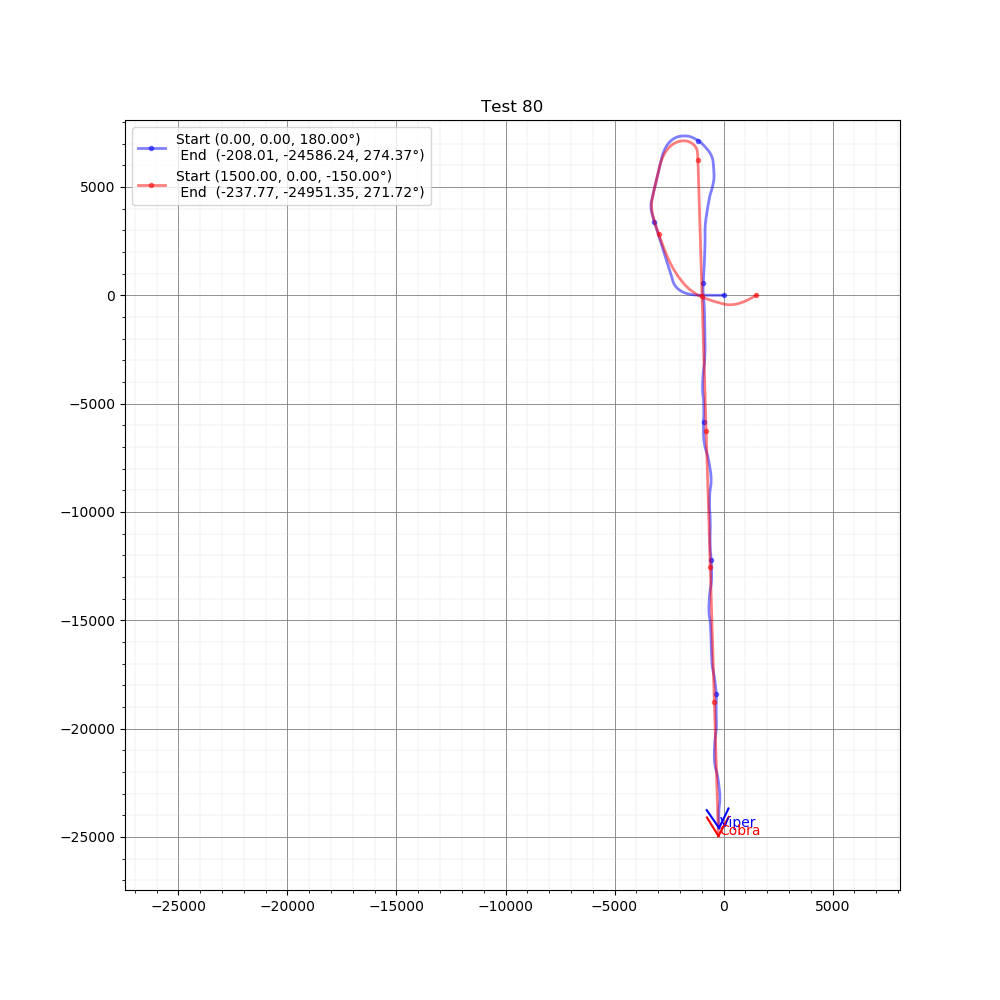 Test 80
Start (0.00, 0.00, 180.00°)
End (-208.01, -24586.24, 274.37°)
Start (1500.00, 0.00, -150.00°)
End (-237.77, -24951.35, 271.72°)
5000
0
−5000
−10000
−15000
−20000
−25000
Viper
Cobra
−25000 −20000 −15000 −10000 −5000 0 5000